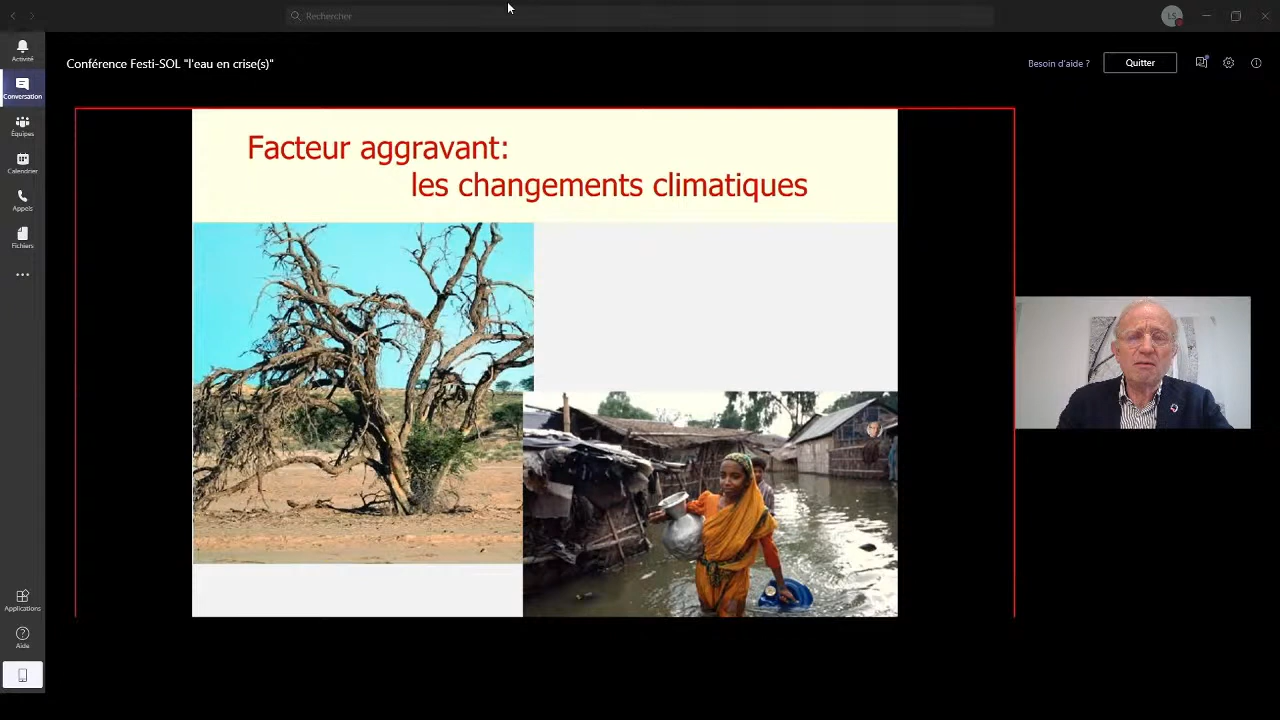 Rechercher
LS
Activité
Conférence Festi-SOL "l'eau en crise(s)"
Besoin d'aide ?
Quitter
Conversation
Équipes
Calendrier
Appels
Fichiers
Facteur aggravant:
les changements climatiques
Applications
Aide